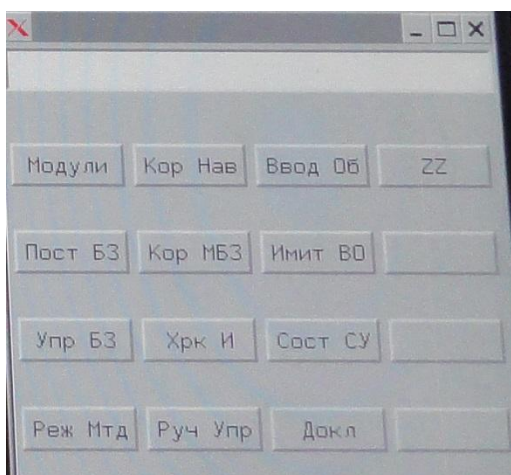 Модули Кор Нав Ввод Об ZZ
Пост БЗ Кор МБЗ Имит ВО
Упр БЗ Хрк И Сост СУ
Реж Мтд Руч Упр Докл